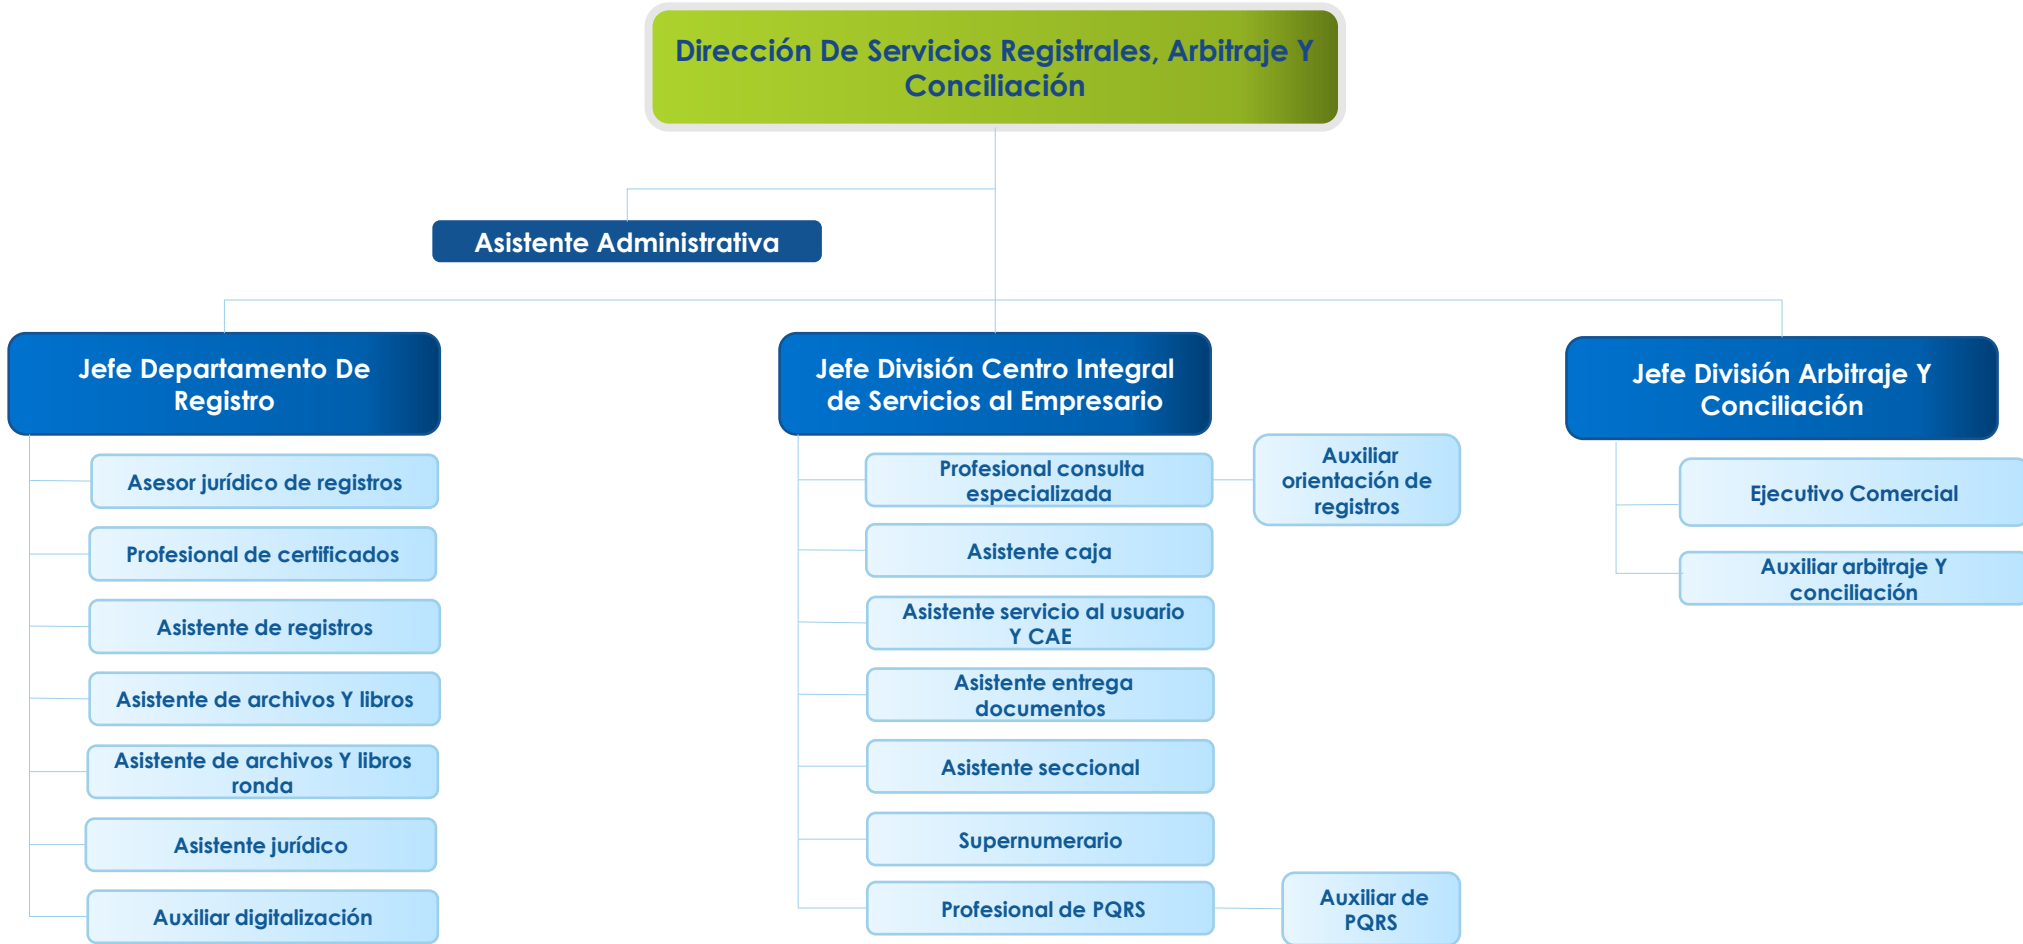 Dirección De Servicios Registrales, Arbitraje Y
Conciliación
Asistente Administrativa
Jefe Departamento De
Registro
Asesor jurídico de registros
Profesional de certificados
Asistente de registros
Asistente de archivos Y libros
Asistente de archivos Y libros
ronda
Asistente jurídico
Auxiliar digitalización
Jefe División Centro Integral
de Servicios al Empresario
Profesional consulta
especializada
Auxiliar
orientación de
registros
Asistente caja
Asistente servicio al usuario
Y CAE
Asistente entrega
documentos
Asistente seccional
Supernumerario
Profesional de PQRS
Auxiliar de
PQRS
Jefe División Arbitraje Y
Conciliación
Ejecutivo Comercial
Auxiliar arbitraje Y
conciliación